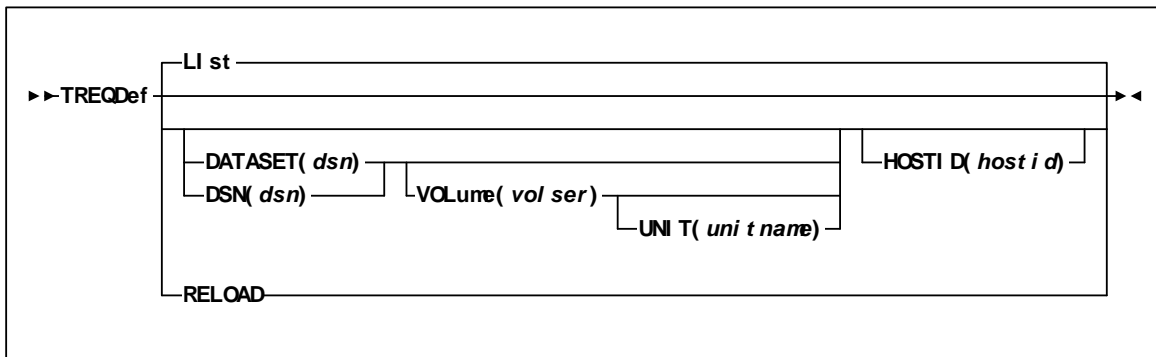 LIst
TREQDef
DATASET(dsn)
HOSTID(hostid)
DSN(dsn)
VOLume(volser)
UNIT(unitname)
RELOAD